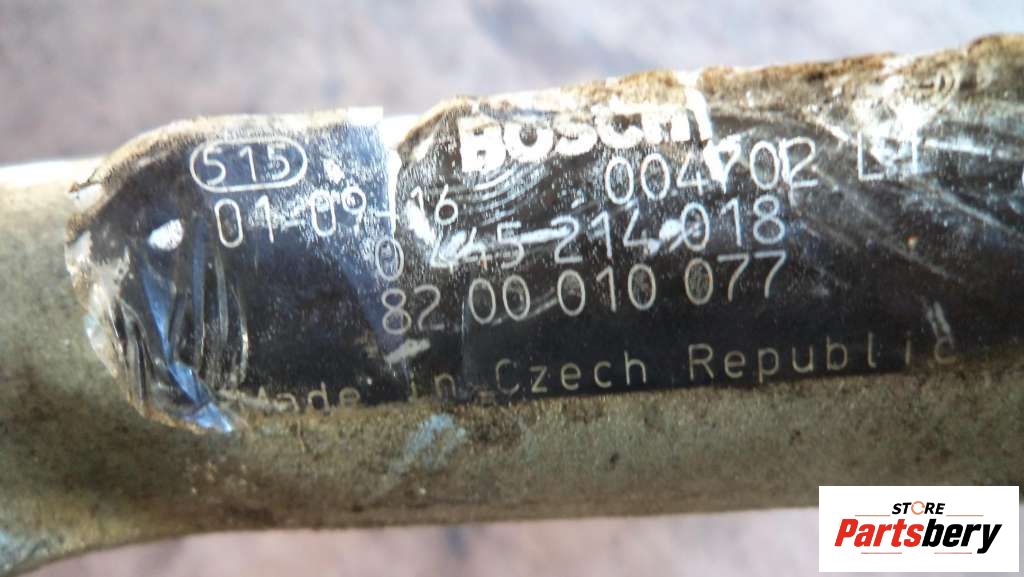 BOSCH
515
004702
01-09-16
0 445 214 018
82 00 010 077
Made in Czech Republic
STORE
Partsbery